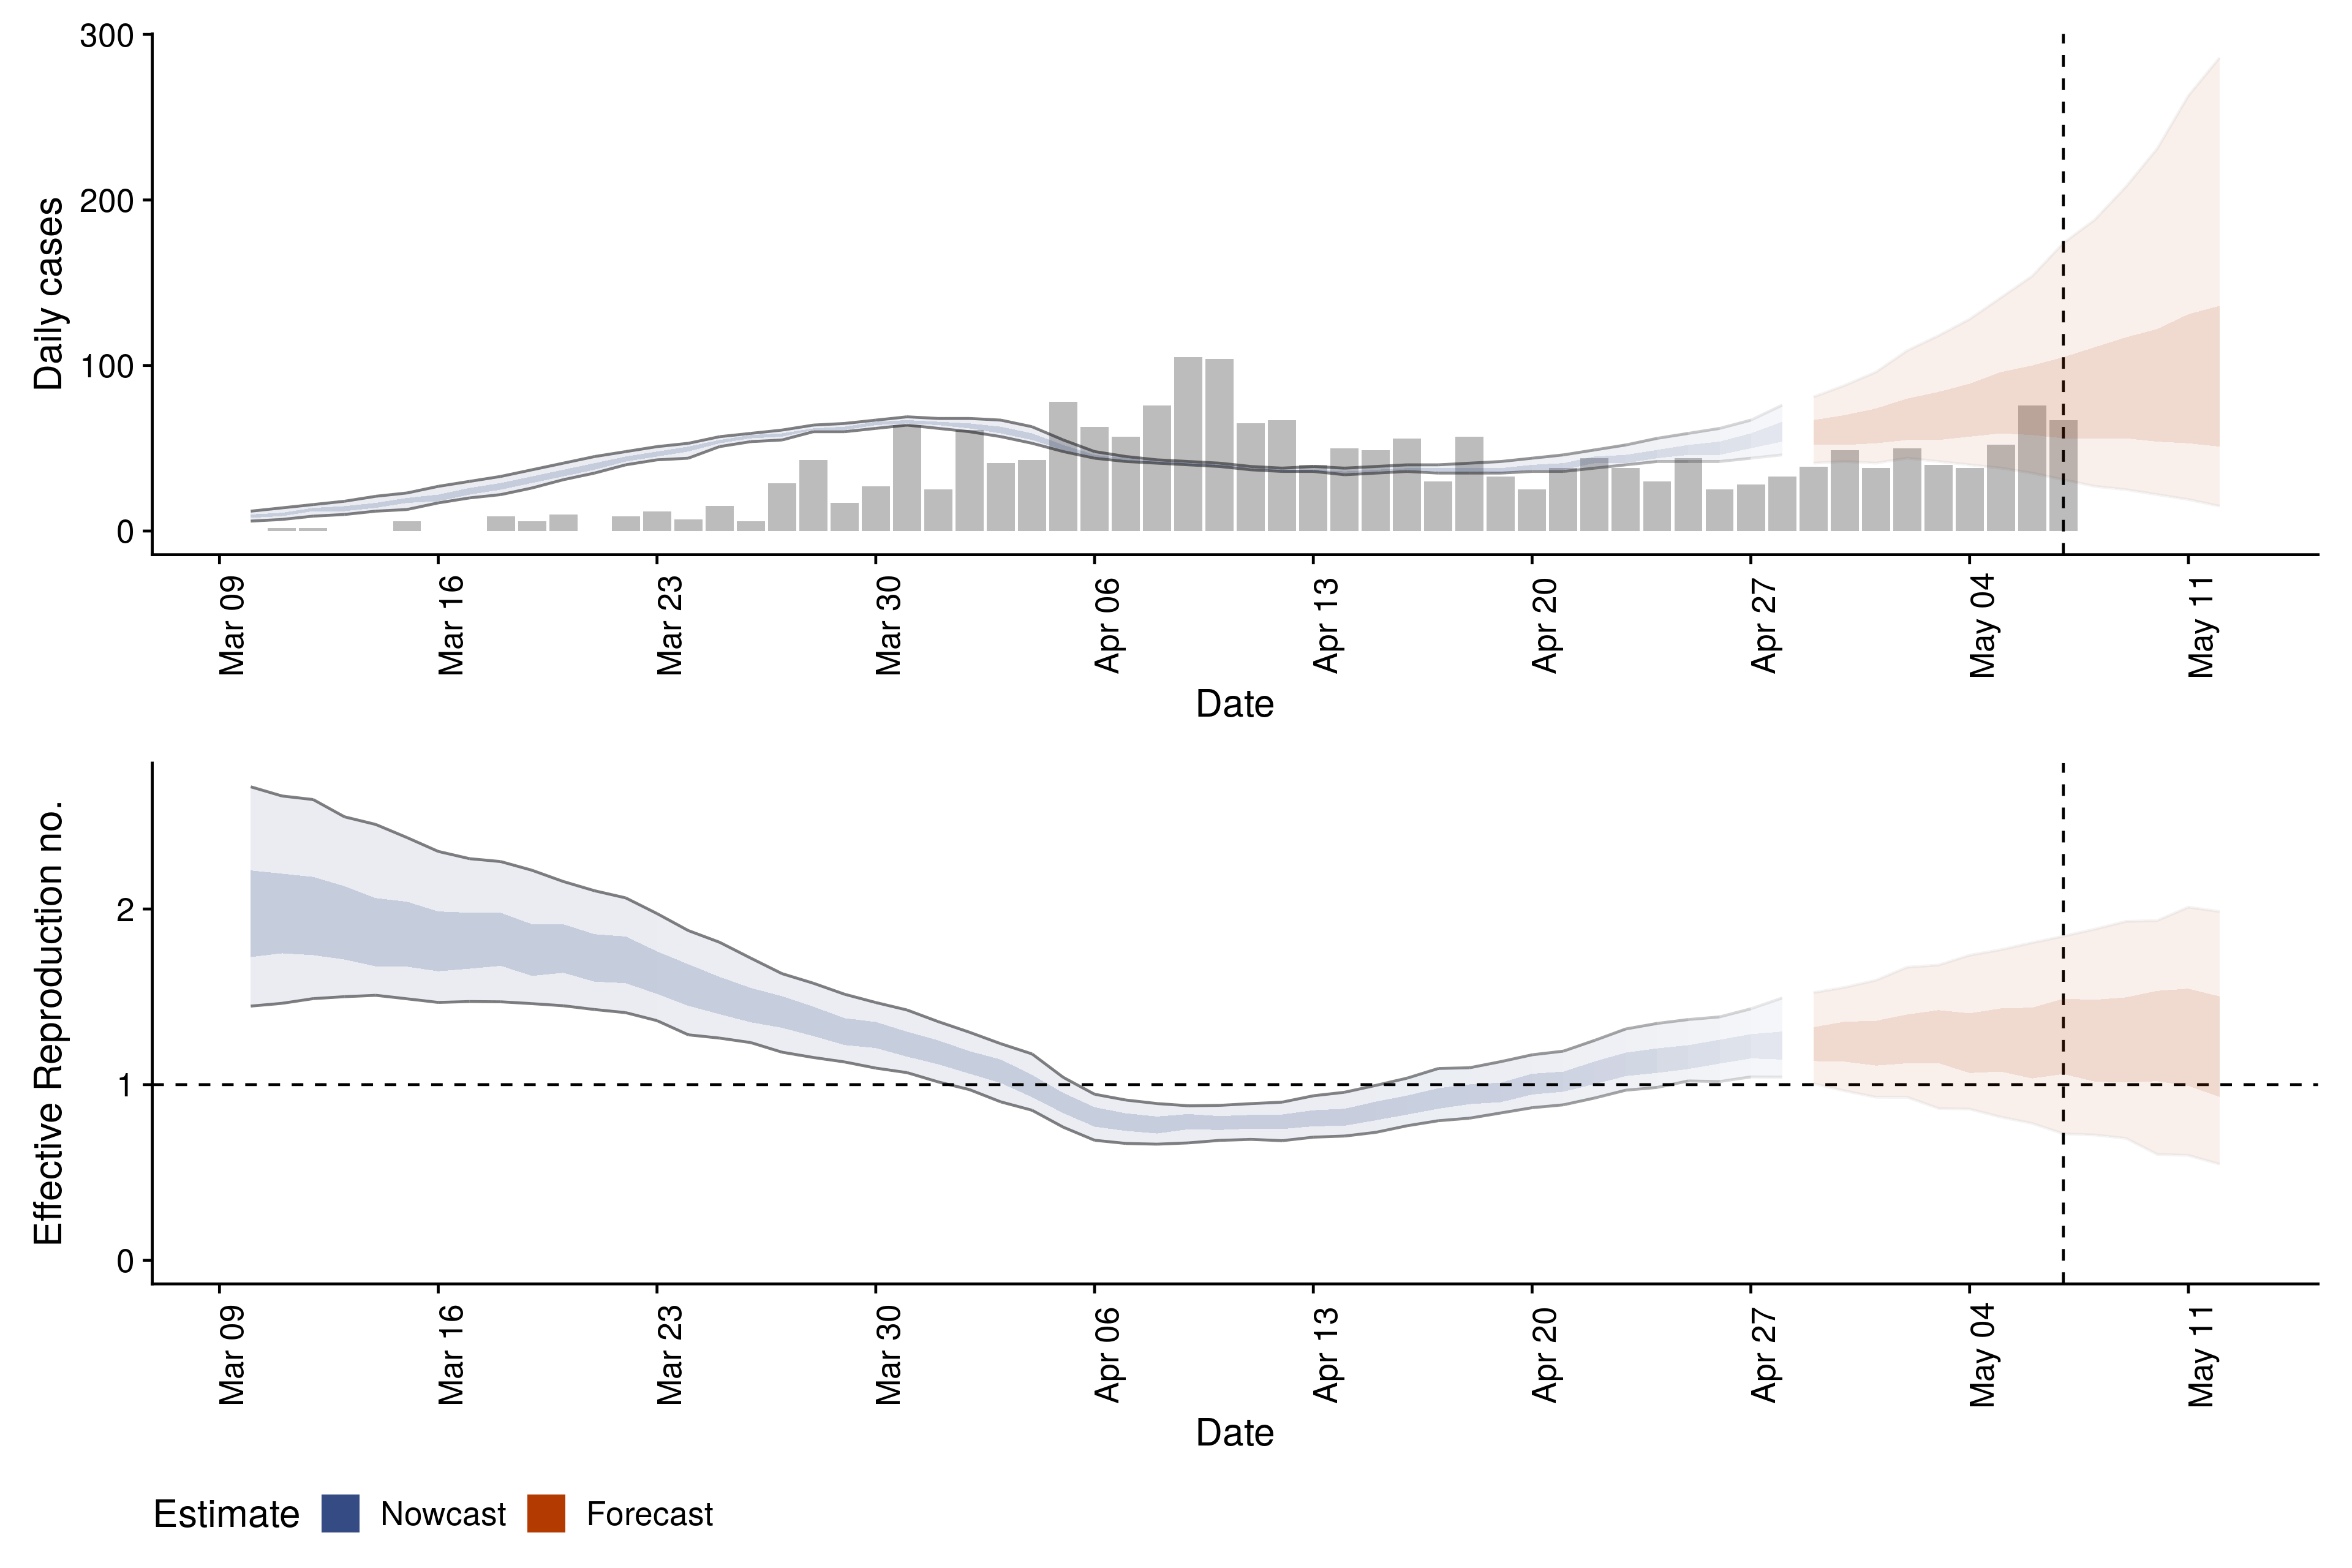 300
200
100
0
Daily cases
Mar 09 Mar 16 Mar 23 Mar 30 Apr 06 Apr 13 Apr 20 Apr 27 May 04 May 11
Date
2
1
0
Effective Reproduction no.
Mar 09 Mar 16 Mar 23 Mar 30 Apr 06 Apr 13 Apr 20 Apr 27 May 04 May 11
Date
Estimate Nowcast Forecast